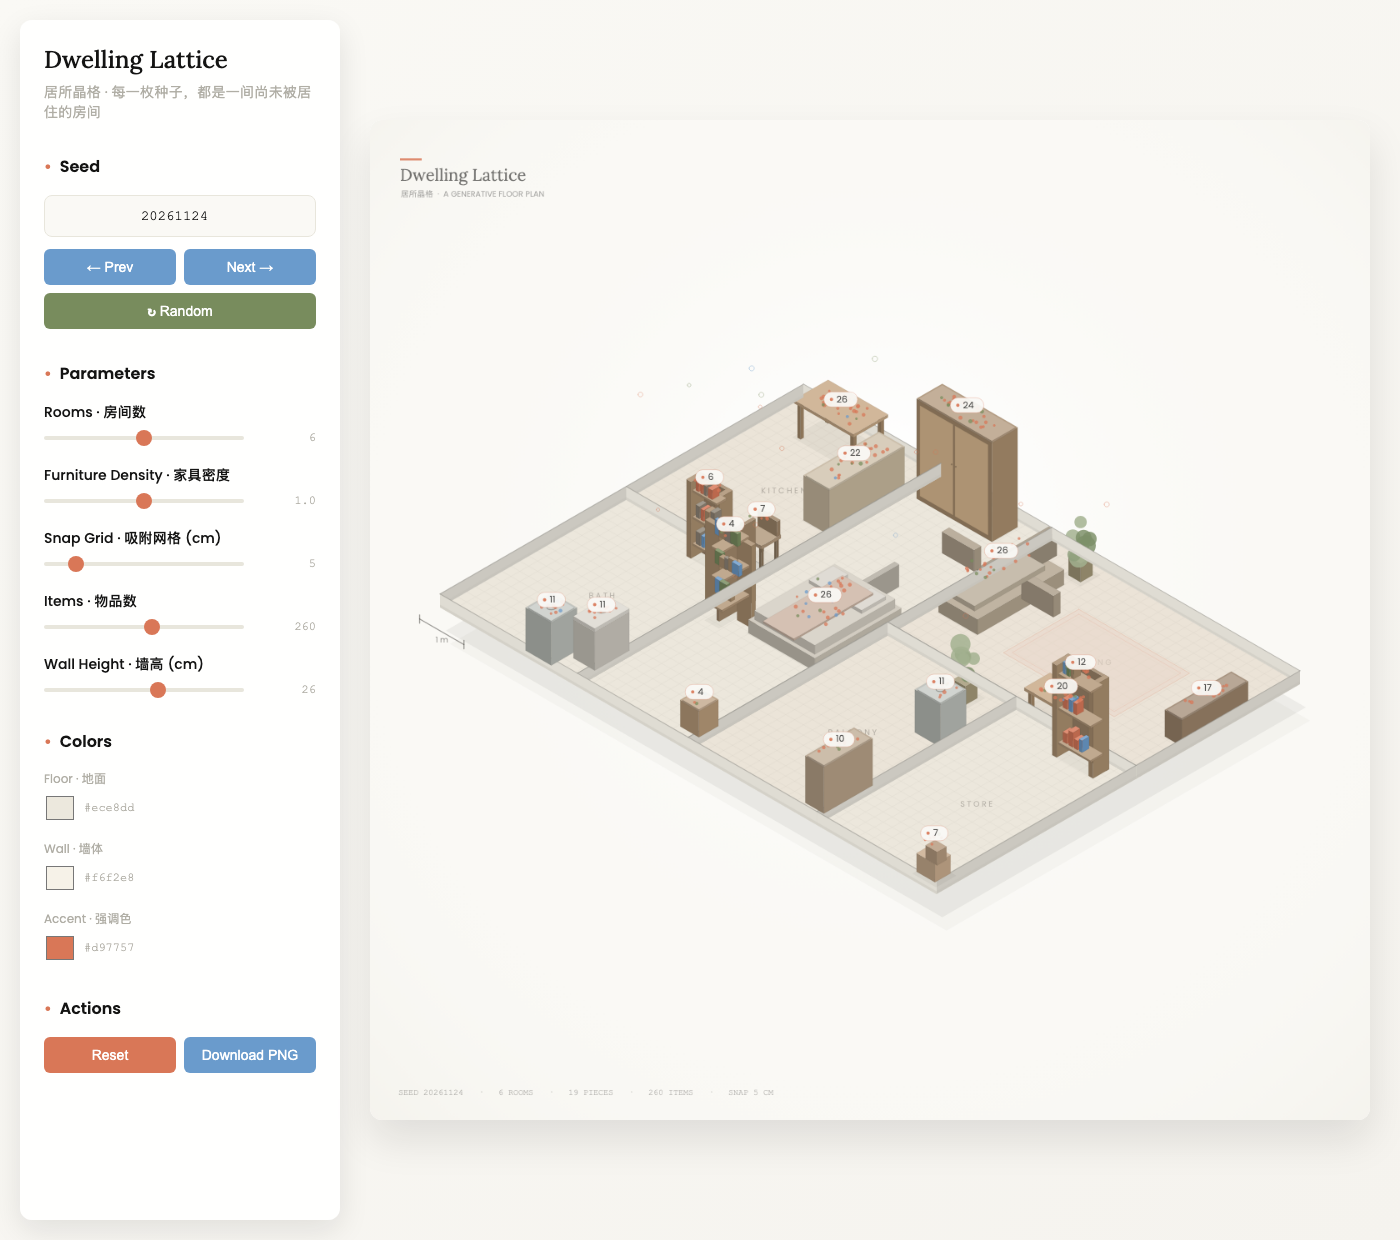 Dwelling Lattice
居所晶格 · 每一枚种子，都是一间尚未被居
住的房间
• Seed
20261124
← Prev
Next →
↻ Random
• Parameters
Rooms · 房间数
6
Furniture Density · 家具密度
1.0
Snap Grid · 吸附网格 (cm)
5
Items · 物品数
260
Wall Height · 墙高 (cm)
26
• Colors
Floor · 地面
#ece8dd
Wall · 墙体
#f6f2e8
Accent · 强调色
#d97757
• Actions
Reset
Download PNG
Dwelling Lattice
居所晶格 · A GENERATIVE FLOOR PLAN
26
24
22
6
KITCHEN
7
4
26
BATH
11
11
26
1m
12
20
17
4
11
10
STORE
7
SEED 20261124 · 6 ROOMS · 19 PIECES · 260 ITEMS · SNAP 5 CM